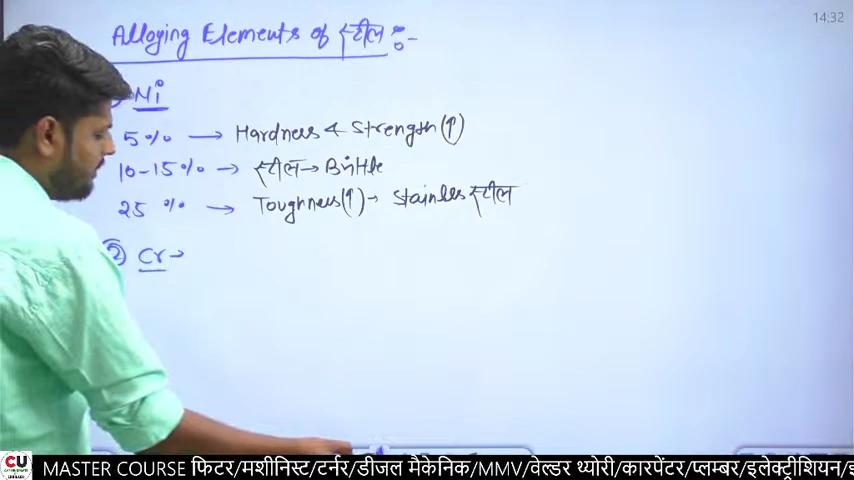 14:32
Alloying Elements of स्टील :-
Ni
5% → Hardness & Strength (↑)
10-15% → स्टील → Brittle
25 % → Toughness (↑) → Stainless स्टील
② Cr →
CU
MASTER COURSE फिटर/मशीनिस्ट/टर्नर/डीजल मैकेनिक/MMV/वेल्डर थ्योरी/कारपेंटर/प्लम्बर/इलेक्ट्रीशियन/